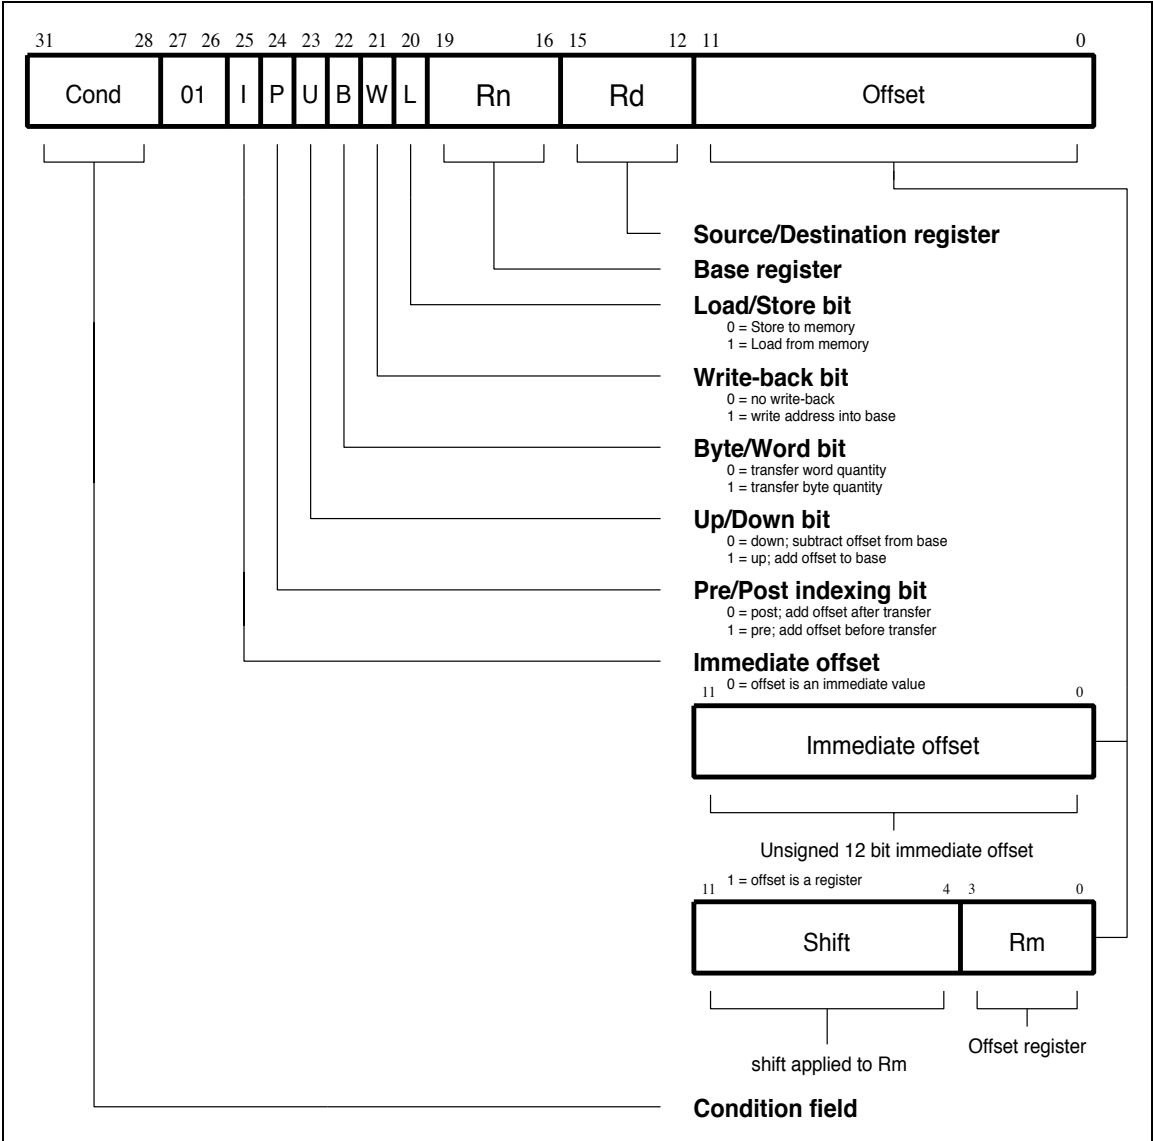 31 28 27 26 25 24 23 22 21 20 19 16 15 12 11 0
Cond 01 I P U B W L Rn Rd Offset
Source/Destination register
Base register
Load/Store bit
0 = Store to memory
1 = Load from memory
Write-back bit
0 = no write-back
1 = write address into base
Byte/Word bit
0 = transfer word quantity
1 = transfer byte quantity
Up/Down bit
0 = down; subtract offset from base
1 = up; add offset to base
Pre/Post indexing bit
0 = post; add offset after transfer
1 = pre; add offset before transfer
Immediate offset
0 = offset is an immediate value
11 0
Immediate offset
Unsigned 12 bit immediate offset
1 = offset is a register
11 4 3 0
Shift Rm
Offset register
shift applied to Rm
Condition field